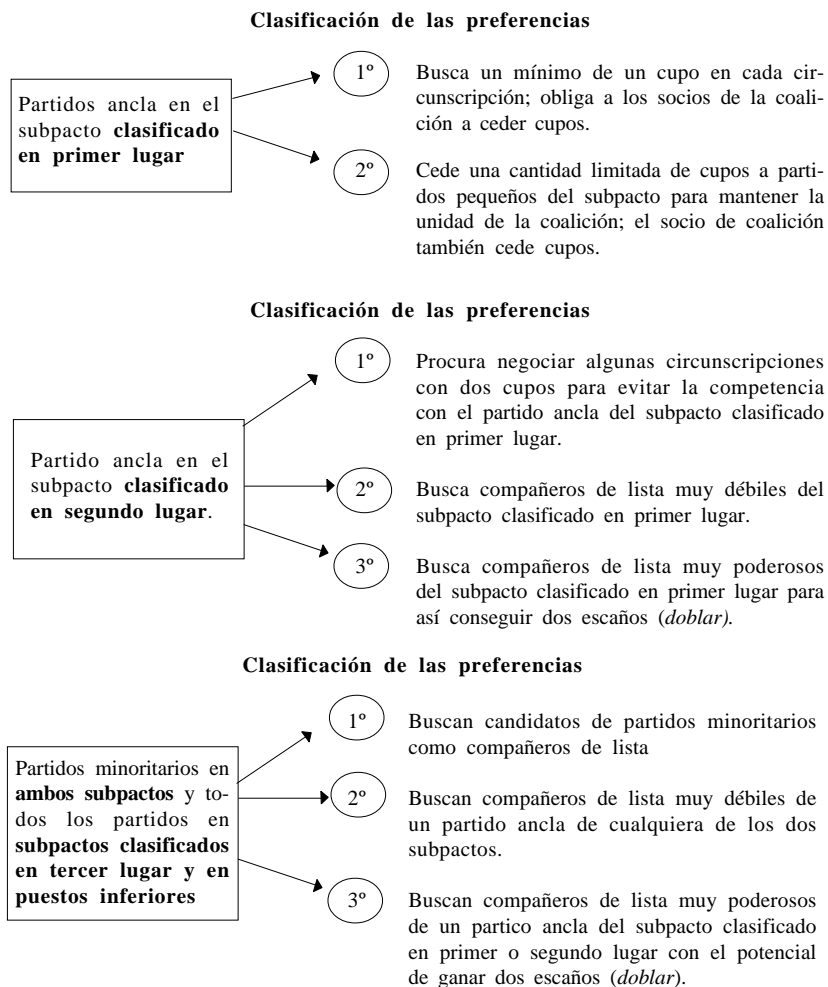 Clasificación de las preferencias
Partidos ancla en el
subpacto clasificado
en primer lugar
1º
Busca un mínimo de un cupo en cada cir-
cunscripción; obliga a los socios de la coali-
ción a ceder cupos.
2º
Cede una cantidad limitada de cupos a parti-
dos pequeños del subpacto para mantener la
unidad de la coalición; el socio de coalición
también cede cupos.
Clasificación de las preferencias
Partido ancla en el
subpacto clasificado
en segundo lugar.
1º
Procura negociar algunas circunscripciones
con dos cupos para evitar la competencia
con el partido ancla del subpacto clasificado
en primer lugar.
2º
Busca compañeros de lista muy débiles del
subpacto clasificado en primer lugar.
3º
Busca compañeros de lista muy poderosos
del subpacto clasificado en primer lugar para
así conseguir dos escaños (doblar).
Clasificación de las preferencias
Partidos minoritarios en
ambos subpactos y to-
dos los partidos en
subpactos clasificados
en tercer lugar y en
puestos inferiores
1º
Buscan candidatos de partidos minoritarios
como compañeros de lista
2º
Buscan compañeros de lista muy débiles de
un partido ancla de cualquiera de los dos
subpactos.
3º
Buscan compañeros de lista muy poderosos
de un partico ancla del subpacto clasificado
en primer o segundo lugar con el potencial
de ganar dos escaños (doblar).